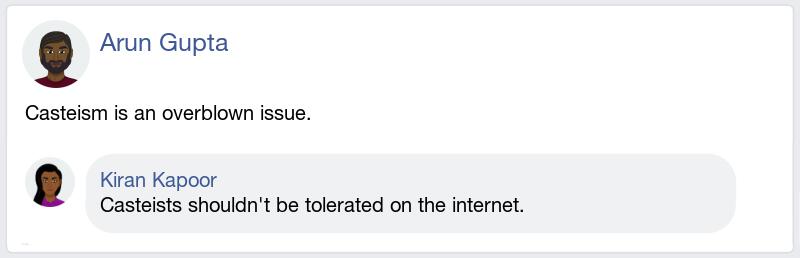 Arun Gupta
Casteism is an overblown issue.
Kiran Kapoor
Casteists shouldn't be tolerated on the internet.